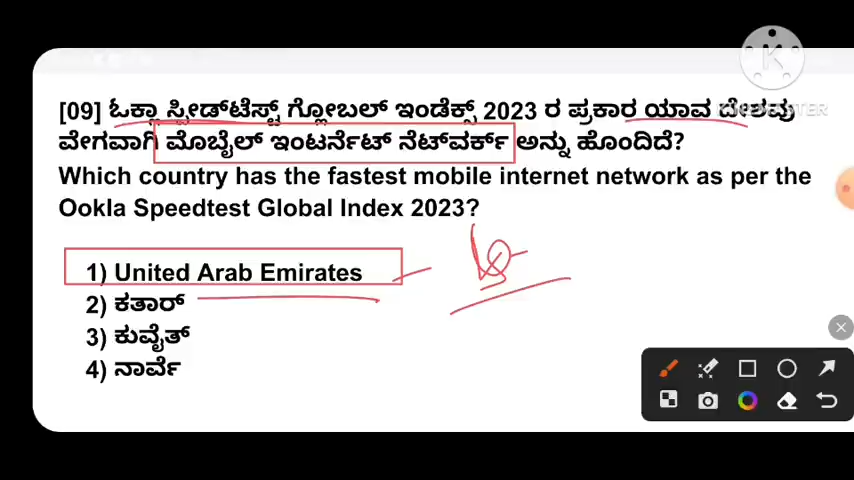 [09] ಓಕ್ಲಾ ಸ್ಪೀಡ್‌ಟೆಸ್ಟ್ ಗ್ಲೋಬಲ್ ಇಂಡೆಕ್ಸ್ 2023 ರ ಪ್ರಕಾರ ಯಾವ ದೇಶವು
ವೇಗವಾಗಿ ಮೊಬೈಲ್ ಇಂಟರ್ನೆಟ್ ನೆಟ್‌ವರ್ಕ್ ಅನ್ನು ಹೊಂದಿದೆ?
Which country has the fastest mobile internet network as per the
Ookla Speedtest Global Index 2023?
1) United Arab Emirates
2) ಕತಾರ್
3) ಕುವೈತ್
4) ನಾರ್ವೆ